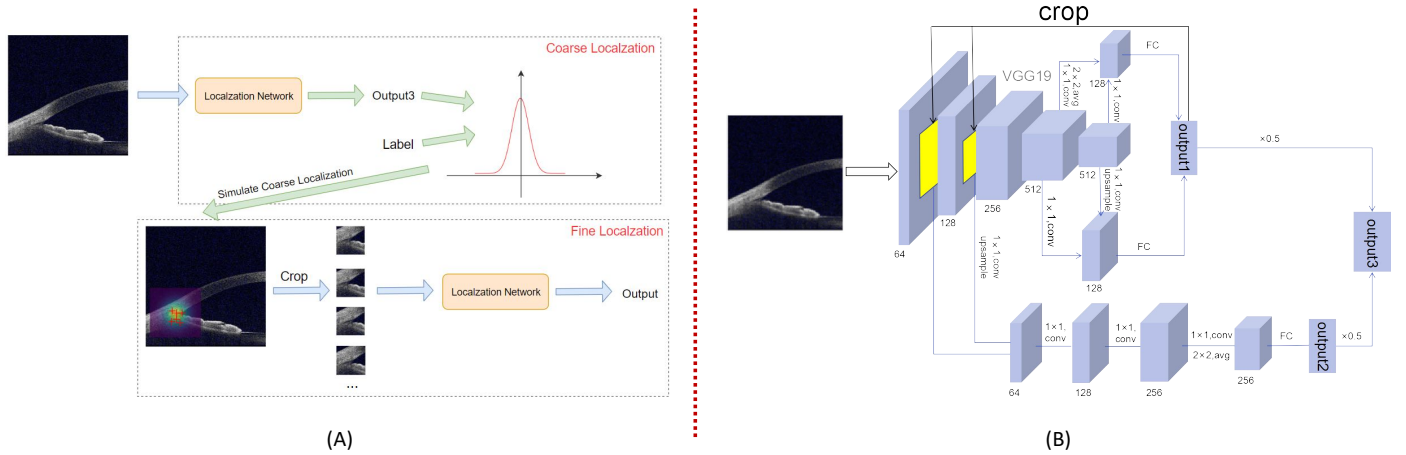 Coarse Localzation
Localzation Network
Output3
Label
Simulate Coarse Localization
Fine Localzation
Crop
Localzation Network
Output
...
(A)
crop
VGG19
FC
2×2,avg
1×1,conv
128
1×1,conv
output1
×0.5
512
512
256
128
64
1×1,conv
upsample
1×1,conv
1×1,conv
upsample
FC
128
output3
1×1,
conv
1×1,
conv
1×1,conv
2×2,avg
FC
output2
×0.5
64
128
256
256
(B)